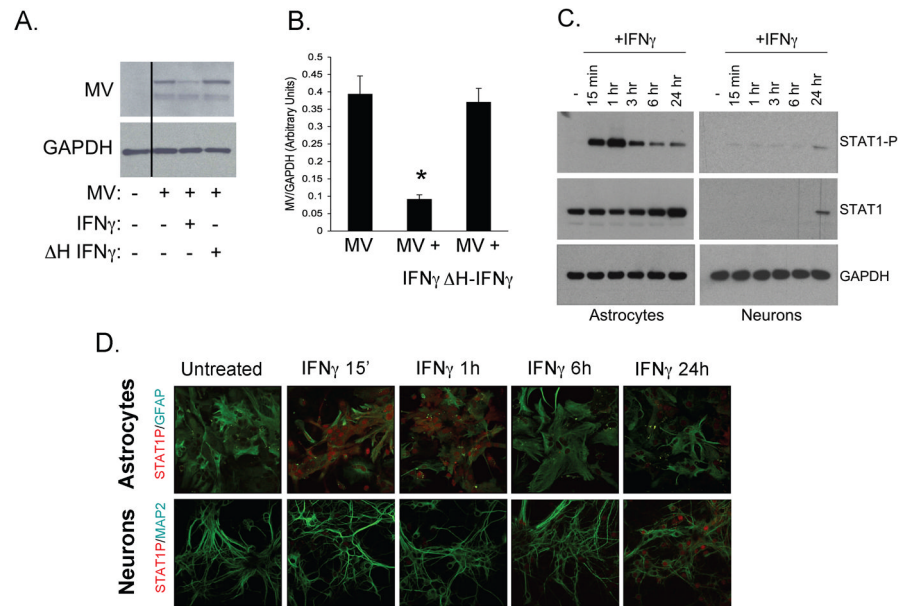 A.
MV
GAPDH
MV: - + + +
IFNγ: - - + -
ΔH IFNγ: - - - +
B.
MV/GAPDH (Arbitrary Units)
0.45
0.4
0.35
0.3
0.25
0.2
0.15
0.1
0.05
0
*
MV MV + MV +
IFNγ ΔH-IFNγ
C.
+IFNγ +IFNγ
- 15 min 1 hr 3 hr 6 hr 24 hr - 15 min 1 hr 3 hr 6 hr 24 hr
STAT1-P
STAT1
GAPDH
Astrocytes Neurons
D.
Untreated IFNγ 15' IFNγ 1h IFNγ 6h IFNγ 24h
Astrocytes
STAT1P/GFAP
Neurons
STAT1P/MAP2